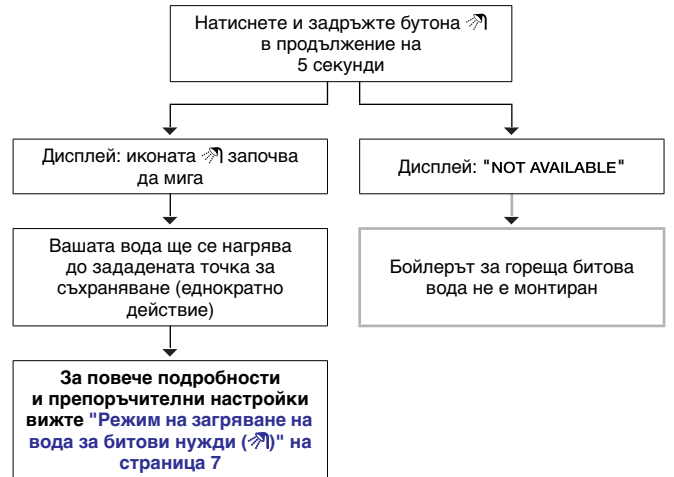 Натиснете и задръжте бутона
в продължение на
5 секунди
Дисплей: иконата започва
да мига
Дисплей: "NOT AVAILABLE"
Вашата вода ще се нагрява
до зададената точка за
съхраняване (еднократно
действие)
Бойлерът за гореща битова
вода не е монтиран
За повече подробности
и препоръчителни настройки
вижте "Режим на загряване на
вода за битови нужди ()" на
страница 7